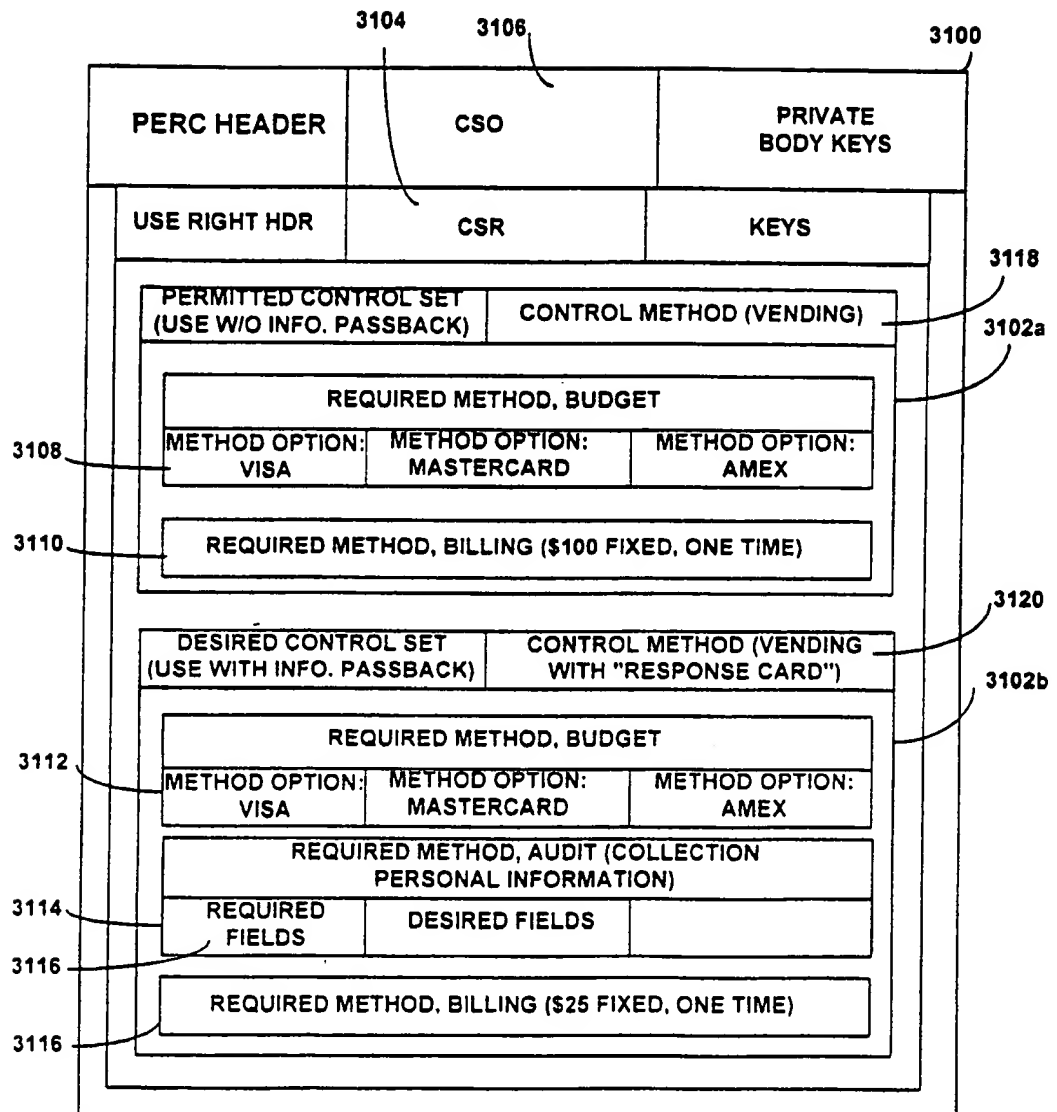 3104
3106
3100
PERC HEADER
CSO
PRIVATE
BODY KEYS
USE RIGHT HDR
CSR
KEYS
3118
PERMITTED CONTROL SET
(USE W/O INFO. PASSBACK)
CONTROL METHOD (VENDING)
3102a
REQUIRED METHOD, BUDGET
3108
METHOD OPTION:
VISA
METHOD OPTION:
MASTERCARD
METHOD OPTION:
AMEX
3110
REQUIRED METHOD, BILLING ($100 FIXED, ONE TIME)
3120
DESIRED CONTROL SET
(USE WITH INFO. PASSBACK)
CONTROL METHOD (VENDING
WITH "RESPONSE CARD")
3102b
REQUIRED METHOD, BUDGET
3112
METHOD OPTION:
VISA
METHOD OPTION:
MASTERCARD
METHOD OPTION:
AMEX
REQUIRED METHOD, AUDIT (COLLECTION
PERSONAL INFORMATION)
3114
REQUIRED
FIELDS
DESIRED FIELDS
3116
REQUIRED METHOD, BILLING ($25 FIXED, ONE TIME)
3116